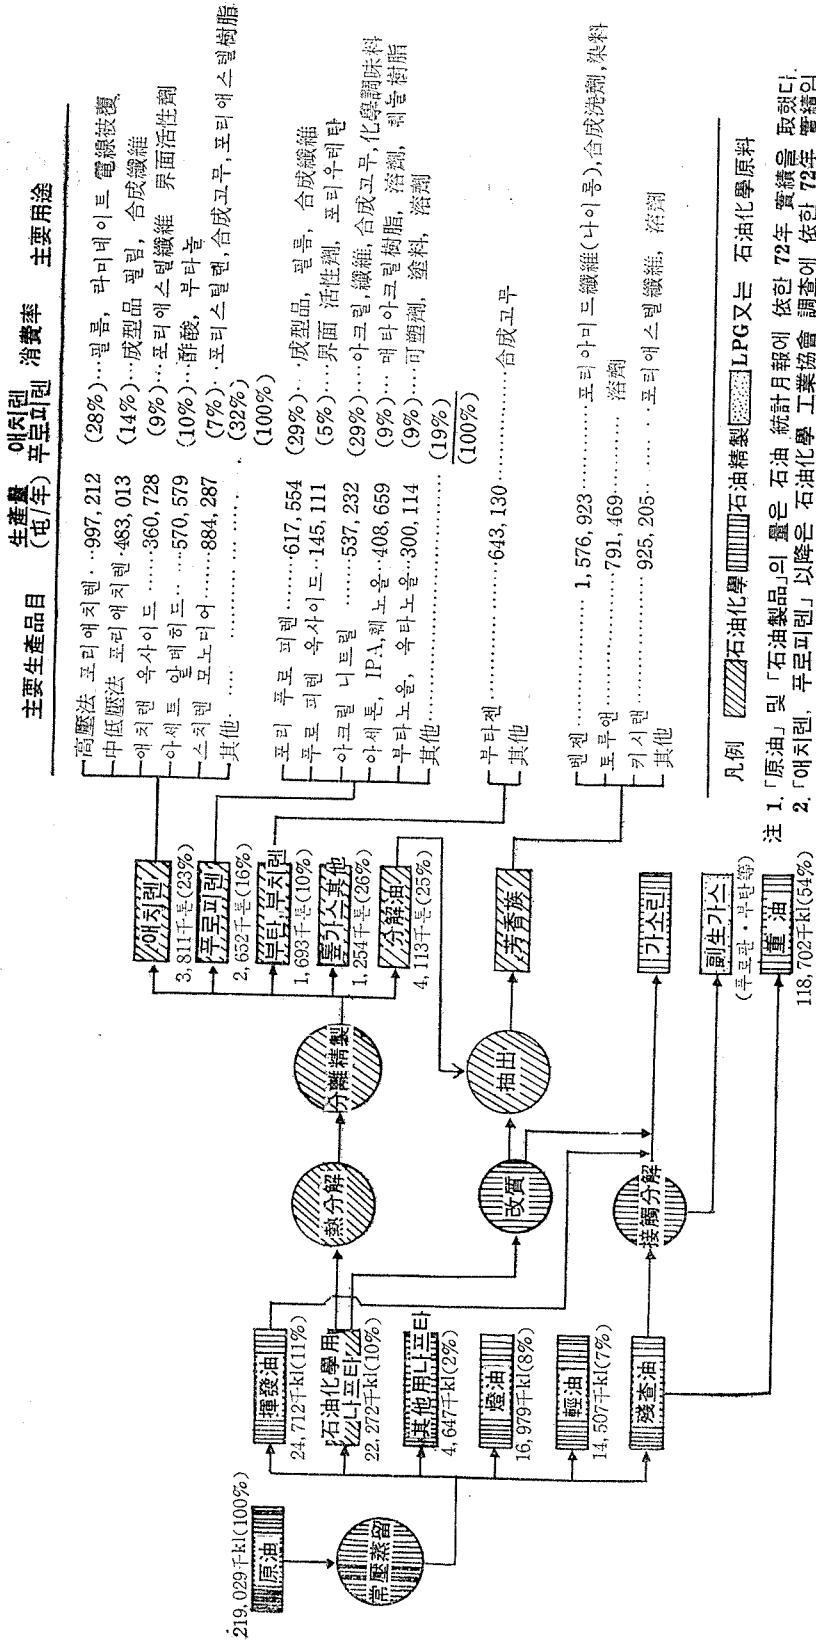 主要生產品目
生產量
(屯/年)
애치렌
푸로피렌
消費率
主要用途
高壓法 포리애치렌··997,212 (28%)···필름, 라미네이트 電線被覆,
中低壓法 포리애치렌·483,013 (14%)···成型品 필림, 合成纖維
애치렌 옥사이드 ······360,728 (9%)··포리에스텔纖維 界面活性劑
아세트 알데히드·····570,579 (10%)···酢酸, 부타놀
스치렌 모노더어·····884,287 (7%)··포리스틸렌,合成고무,포리에스텔樹脂
其他·· ············ (32%)
(100%)
포리 푸로 피렌 ······617,554 (29%)···成型品, 필름, 合成纖維
푸로 피렌 옥사이드··145,111 (5%)····界面 活性劑, 포리우레탄
아크릴 니트릴 ······537,232 (29%)···아크릴,纖維,合成고무,化學調味料
아세톤, IPA,훼노올··408,659 (9%)··메타아크릴樹脂, 溶劑, 훼놀樹脂
부타노올, 옥타노올··300,114 (9%)····可塑劑, 塗料, 溶劑
其他················ (19%)
(100%)
부타젠··············643,130··············合成고무
其他
벤젠 ·············1,576,923·········포리아미드纖維(나이롱),合成洗劑,染料
토루앤············791,469········溶劑
키시랜············925,205··········포리에스텔纖維, 溶劑
其他
애치렌
3,811千톤(23%)
푸로피렌
2,652千톤(16%)
부탄,부치렌
1,693千톤(10%)
톨가스其他
1,254千톤(26%)
分解油
4,113千톤(25%)
芳香族
가소린
副生가스
(푸로판·부탄等)
重油
118,702千kl(54%)
分離精製
熱分解
抽出
改質
接觸分解
揮發油
24,712千kl(11%)
石油化學用
나프타
22,272千kl(10%)
其他用나프타
4,647千kl(2%)
燈油
16,979千kl(8%)
輕油
14,507千kl(7%)
殘査油
219,029千kl(100%)
原油
常壓蒸留
凡例 石油化學 石油精製 LPG又는 石油化學原料
注 1.「原油」및「石油製品」의 量은 石油 統計月報에 依한 72年 實績을 取했다.
2.「애치렌, 푸로피렌」以降은 石油化學 工業協會 調査에 依한 72年 實績임